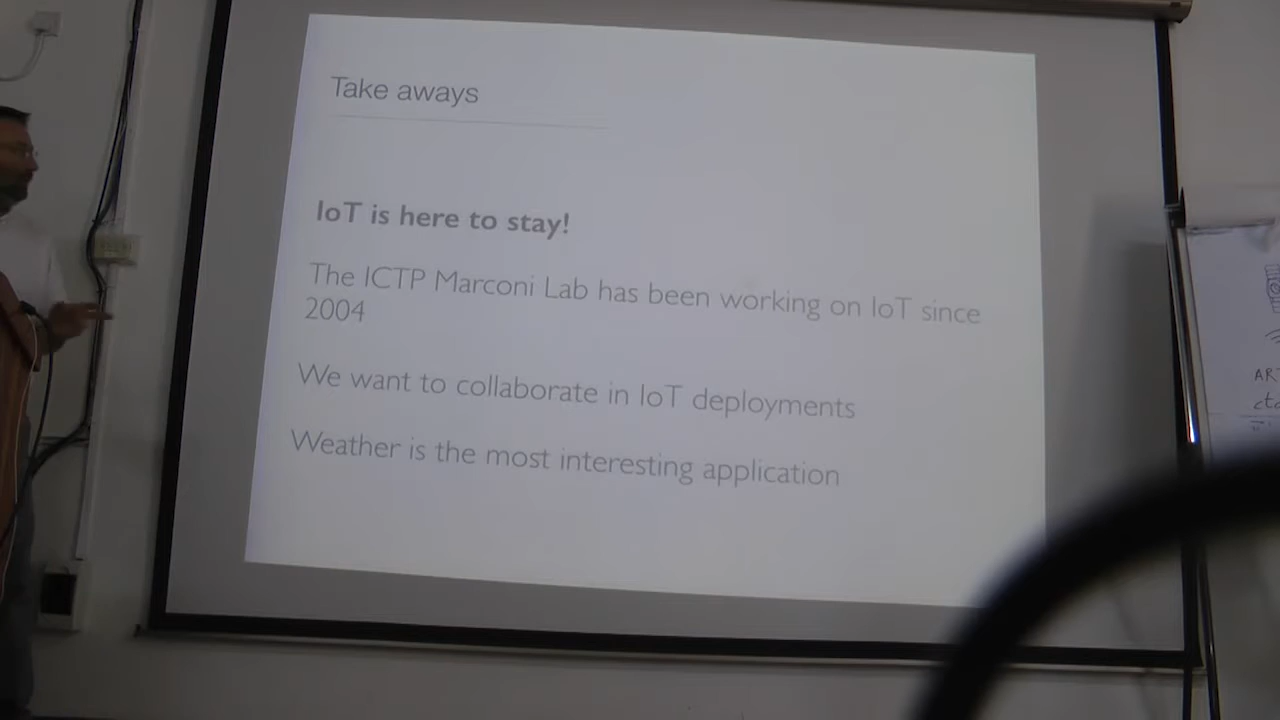 Take aways
IoT is here to stay!
The ICTP Marconi Lab has been working on IoT since
2004
We want to collaborate in IoT deployments
Weather is the most interesting application